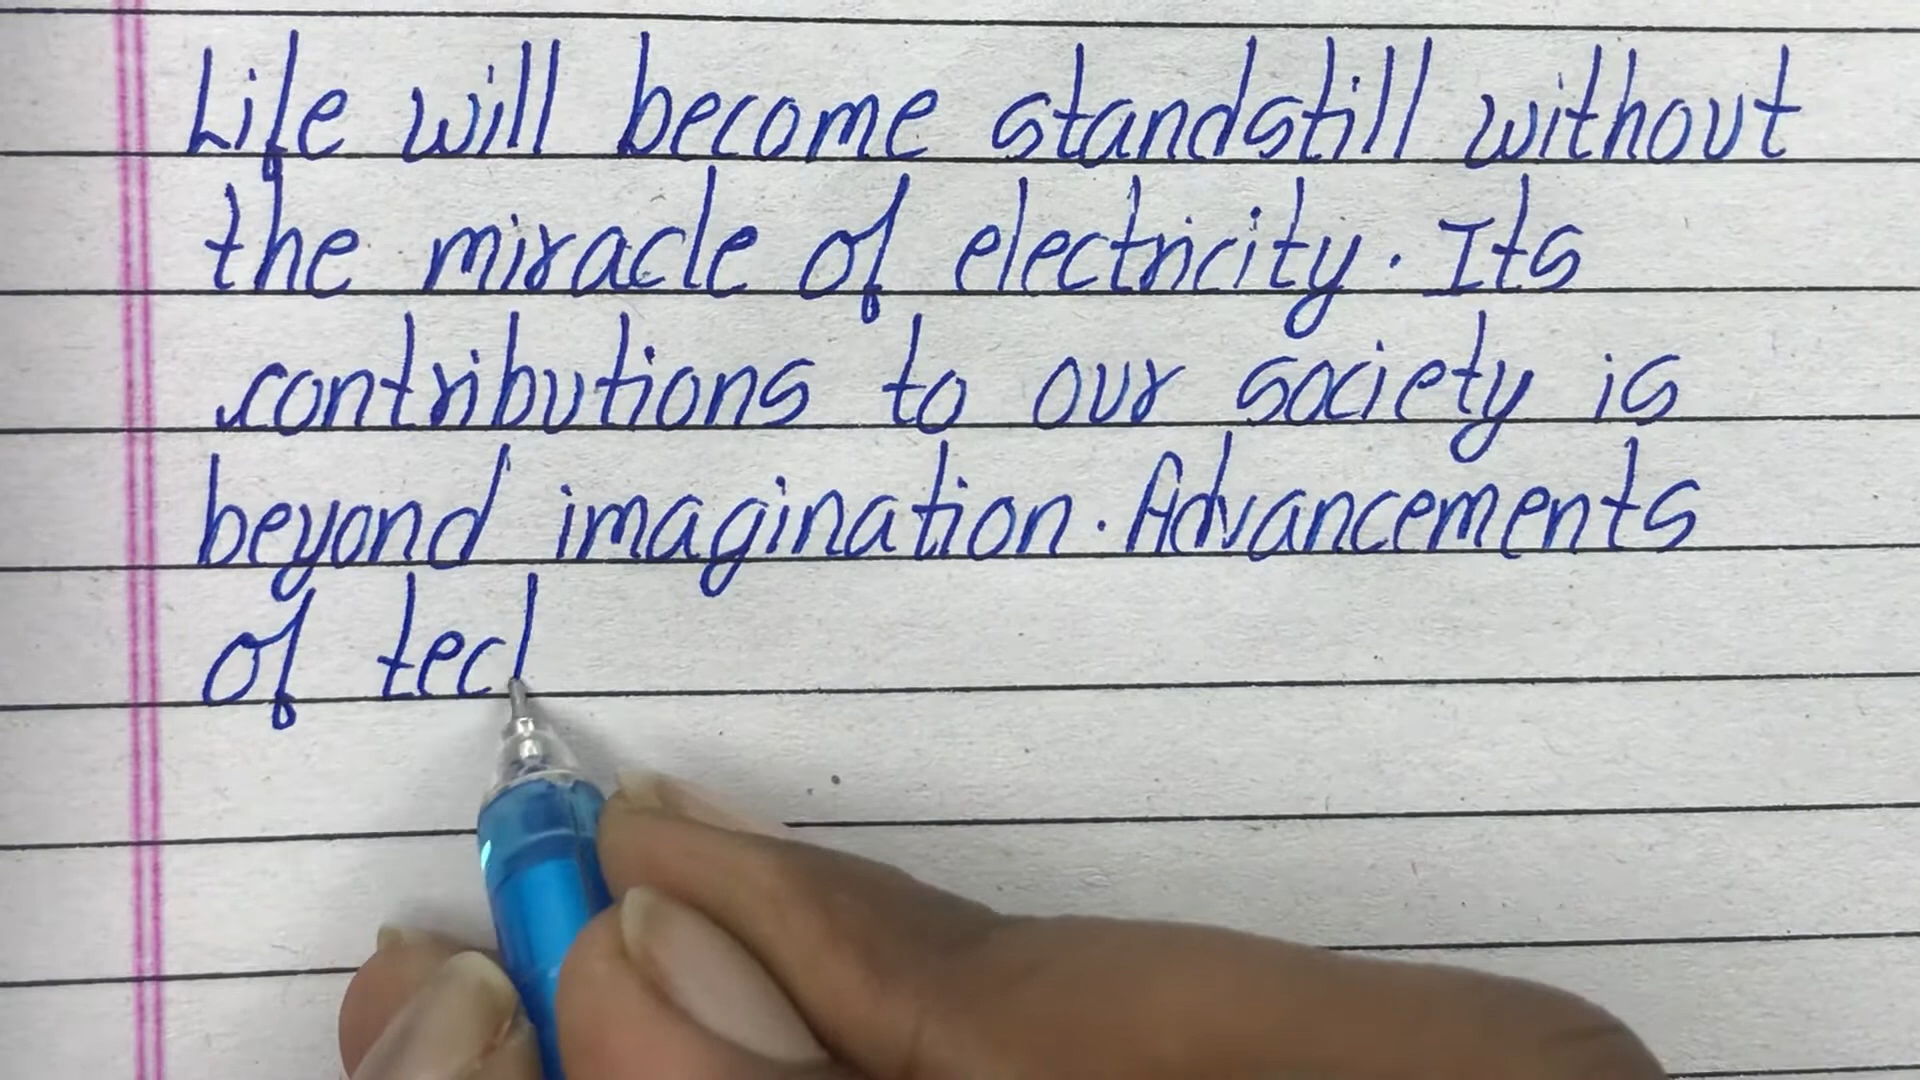 Life will become standstill without
the miracle of electricity. Its
contributions to our society is
beyond imagination. Advancements
of tec